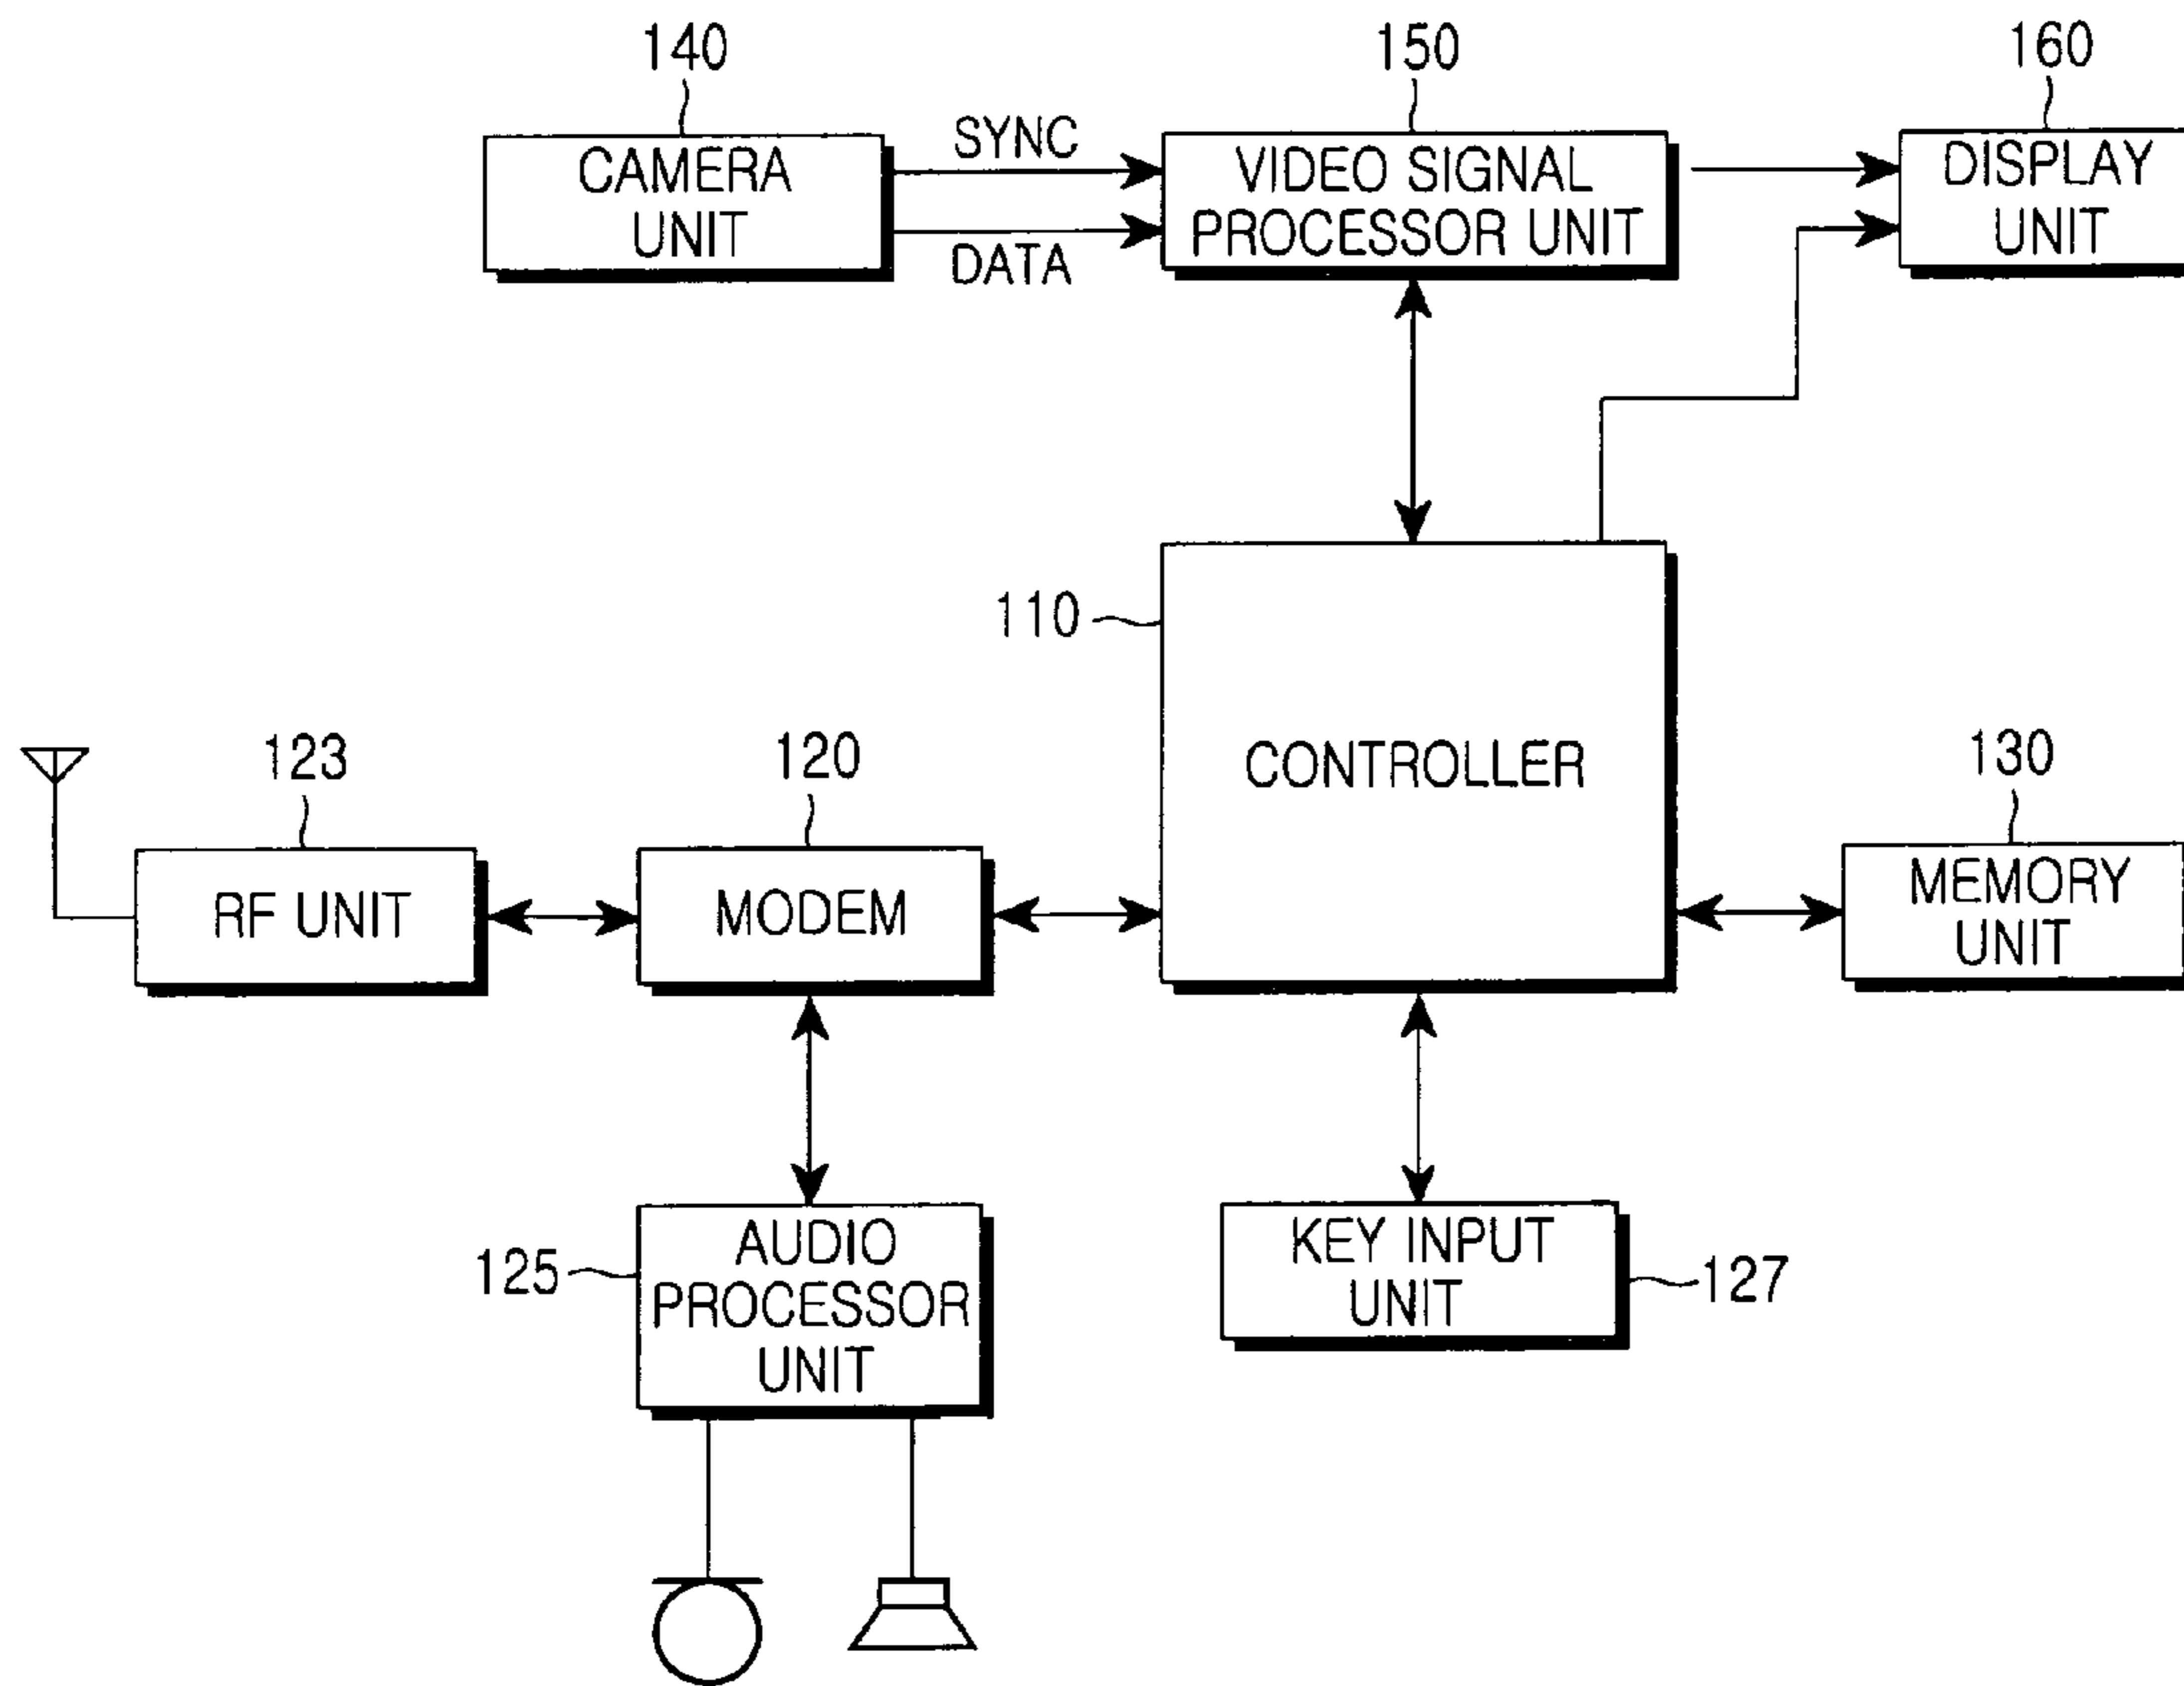 140
150
160
CAMERA
UNIT
SYNC
DATA
VIDEO SIGNAL
PROCESSOR UNIT
DISPLAY
UNIT
110
CONTROLLER
123
120
130
RF UNIT
MODEM
MEMORY
UNIT
125
AUDIO
PROCESSOR
UNIT
KEY INPUT
UNIT
127